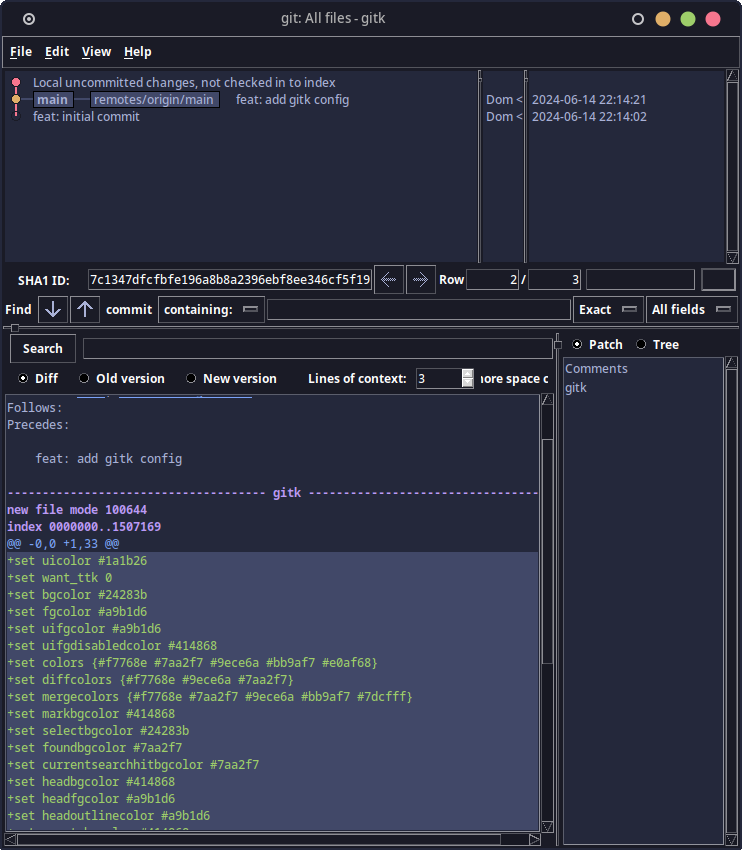 git: All files - gitk
File Edit View Help
Local uncommitted changes, not checked in to index
main remotes/origin/main feat: add gitk config Dom < 2024-06-14 22:14:21
feat: initial commit Dom < 2024-06-14 22:14:02
SHA1 ID: 7c1347dfcfbfe196a8b8a2396ebf8ee346cf5f19 Row 2 / 3
Find commit containing: Exact All fields
Search
Patch Tree
Diff Old version New version Lines of context: 3 ore space c
Comments
gitk
Follows:
Precedes:
feat: add gitk config
------------------------------------- gitk ---------------------------------
new file mode 100644
index 0000000..1507169
@@ -0,0 +1,33 @@
+set uicolor #1a1b26
+set want_ttk 0
+set bgcolor #24283b
+set fgcolor #a9b1d6
+set uifgcolor #a9b1d6
+set uifgdisabledcolor #414868
+set colors {#f7768e #7aa2f7 #9ece6a #bb9af7 #e0af68}
+set diffcolors {#f7768e #9ece6a #7aa2f7}
+set mergecolors {#f7768e #7aa2f7 #9ece6a #bb9af7 #7dcfff}
+set markbgcolor #414868
+set selectbgcolor #24283b
+set foundbgcolor #7aa2f7
+set currentsearchhitbgcolor #7aa2f7
+set headbgcolor #414868
+set headfgcolor #a9b1d6
+set headoutlinecolor #a9b1d6